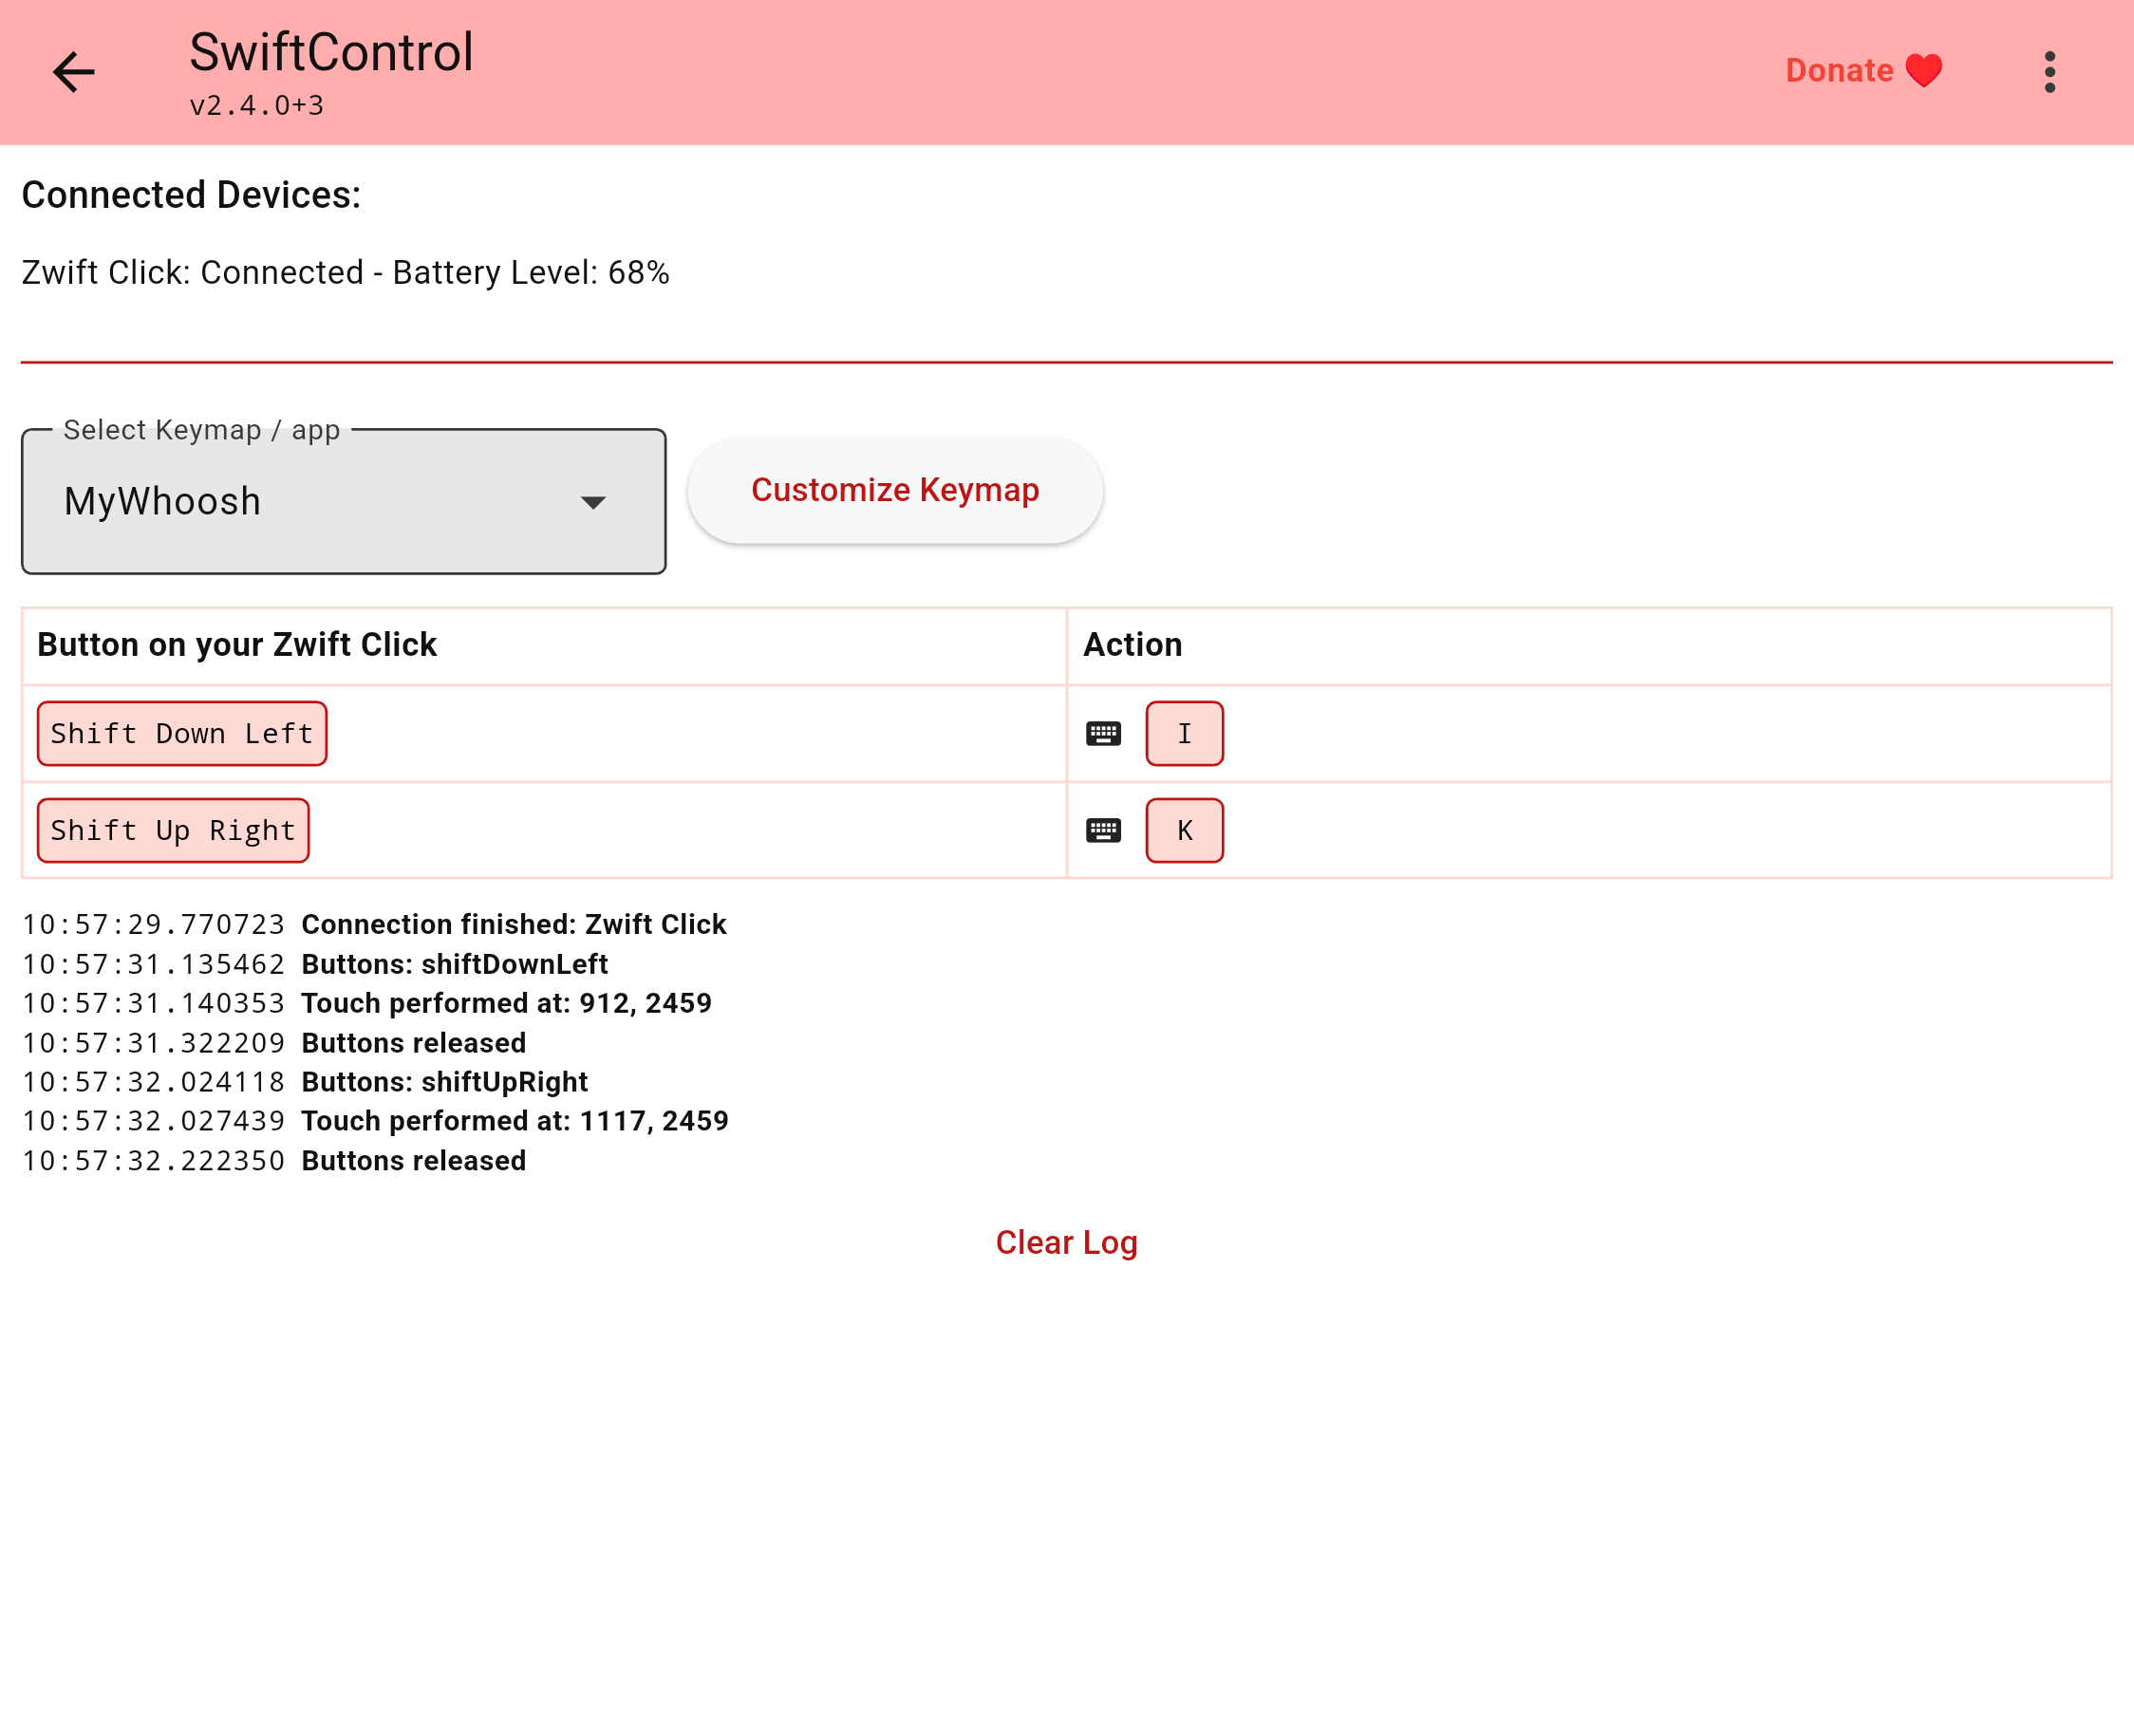 SwiftControl
v2.4.0+3
Donate ♥
Connected Devices:
Zwift Click: Connected - Battery Level: 68%
Select Keymap / app
MyWhoosh
Customize Keymap
Button on your Zwift Click Action
Shift Down Left I
Shift Up Right K
10:57:29.770723 Connection finished: Zwift Click
10:57:31.135462 Buttons: shiftDownLeft
10:57:31.140353 Touch performed at: 912, 2459
10:57:31.322209 Buttons released
10:57:32.024118 Buttons: shiftUpRight
10:57:32.027439 Touch performed at: 1117, 2459
10:57:32.222350 Buttons released
Clear Log